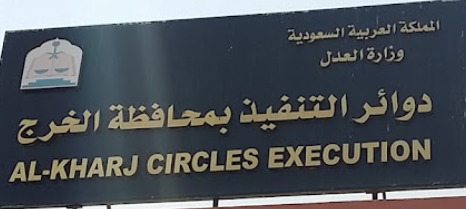 المملكة العربية السعودية
وزارة العدل
دوائر التنفيذ بمحافظة الخرج
AL-KHARJ CIRCLES EXECUTION